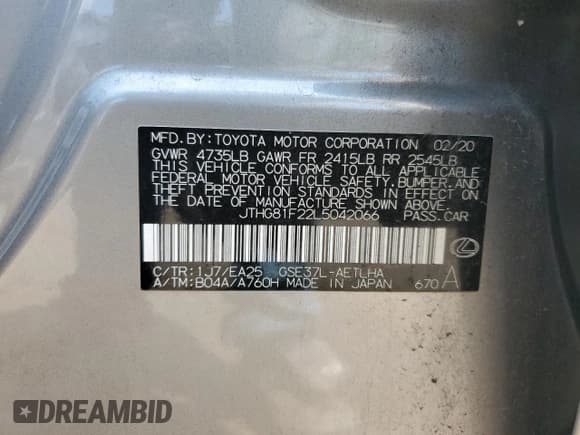 MFD.BY:TOYOTA MOTOR CORPORATION 02/20
GVWR 4735LB GAWR FR 2415LB RR 2545LB
THIS VEHICLE CONFORMS TO ALL APPLICABLE
FEDERAL MOTOR VEHICLE SAFETY, BUMPER, AND
THEFT PREVENTION STANDARDS IN EFFECT ON
THE DATE OF MANUFACTURE SHOWN ABOVE.
JTHG81F22L5042066 PASS.CAR
C/TR:1J7/EA25 GSE37L-AETLHA
A/TM:B04A/A760H MADE IN JAPAN 670 A
DREAMBID